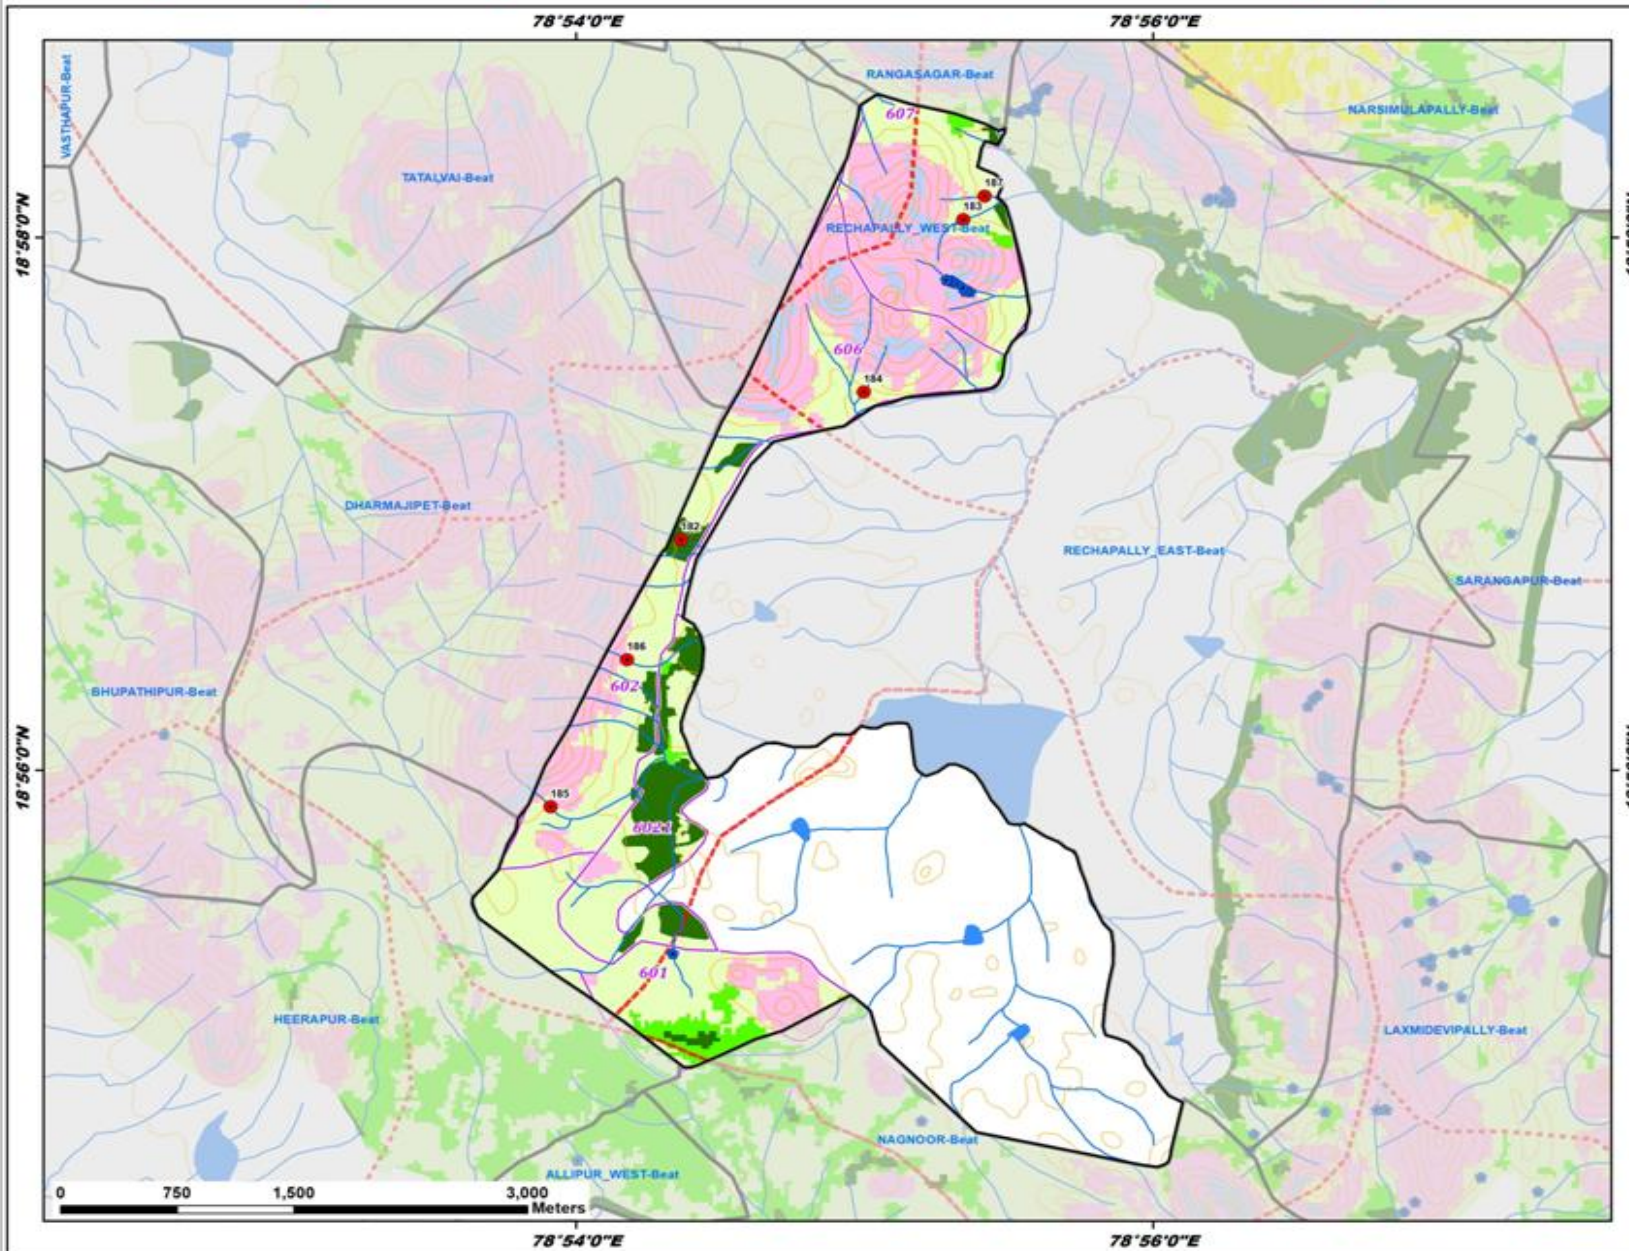 78°54'0"E
78°56'0"E
VASTHAPUR-Beat
RANGASAGAR-Beat
NARSIMULAPALLY-Beat
607
TATALVAI-Beat
183
18°58'0"N
RECHAPALLY_WEST-Beat
606
184
DHARMAJIPET-Beat
182
RECHAPALLY_EAST-Beat
SARANGAPUR-Beat
186
602
BHUPATHIPUR-Beat
18°56'0"N
185
6021
601
HEERAPUR-Beat
LAXMIDEVIPALLY-Beat
NAGNOOR-Beat
ALLIPUR_WEST-Beat
0 750 1,500 3,000
Meters
78°54'0"E
78°56'0"E